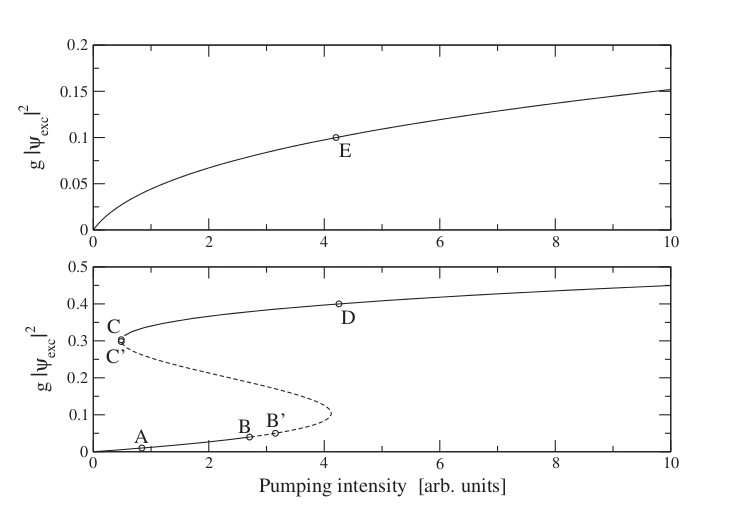 0.2
0.15
0.1
0.05
0
g |ψexc|2
E
0 2 4 6 8 10
0.5
0.4
0.3
0.2
0.1
0
g |ψexc|2
C
C’
D
A
B
B’
0 2 4 6 8 10
Pumping intensity [arb. units]